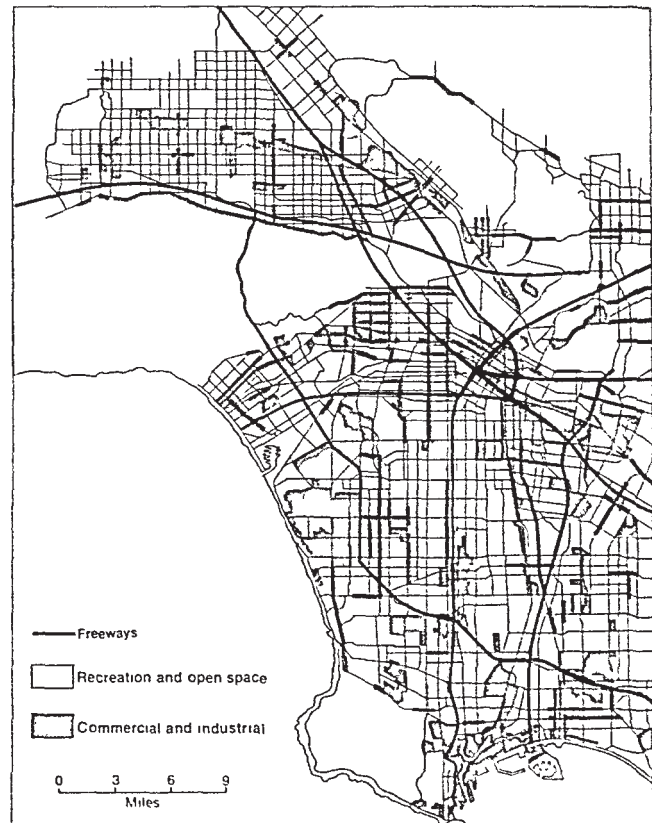 Freeways
Recreation and open space
Commercial and industrial
0 3 6 9
Miles